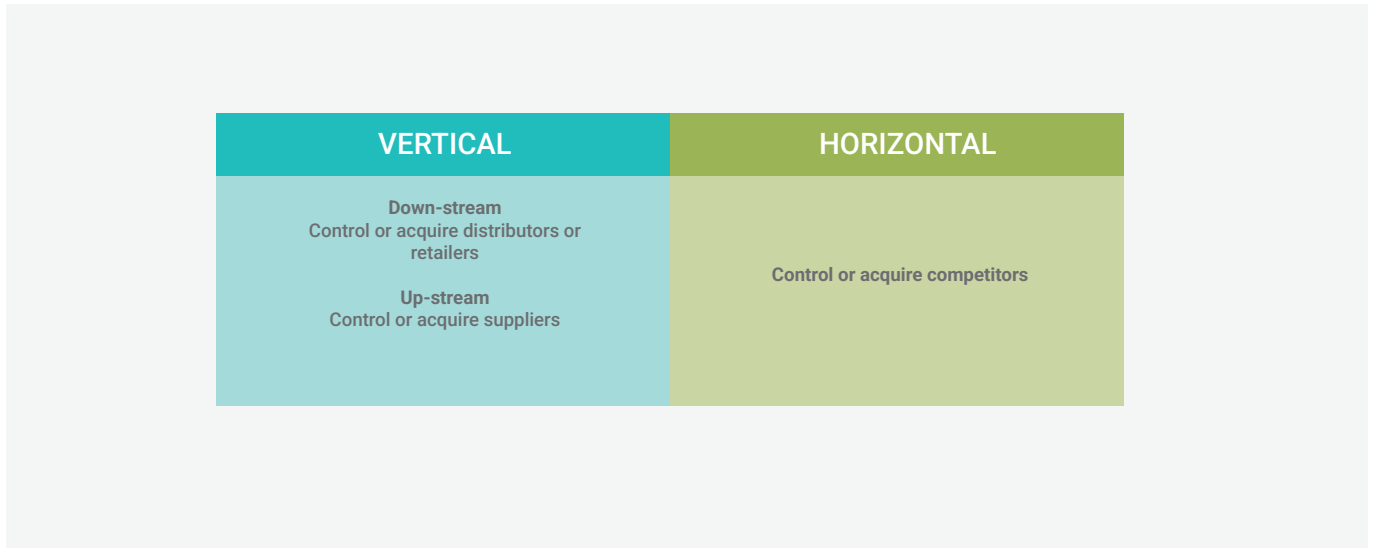 VERTICAL
HORIZONTAL
Down-stream
Control or acquire distributors or
retailers
Up-stream
Control or acquire suppliers
Control or acquire competitors